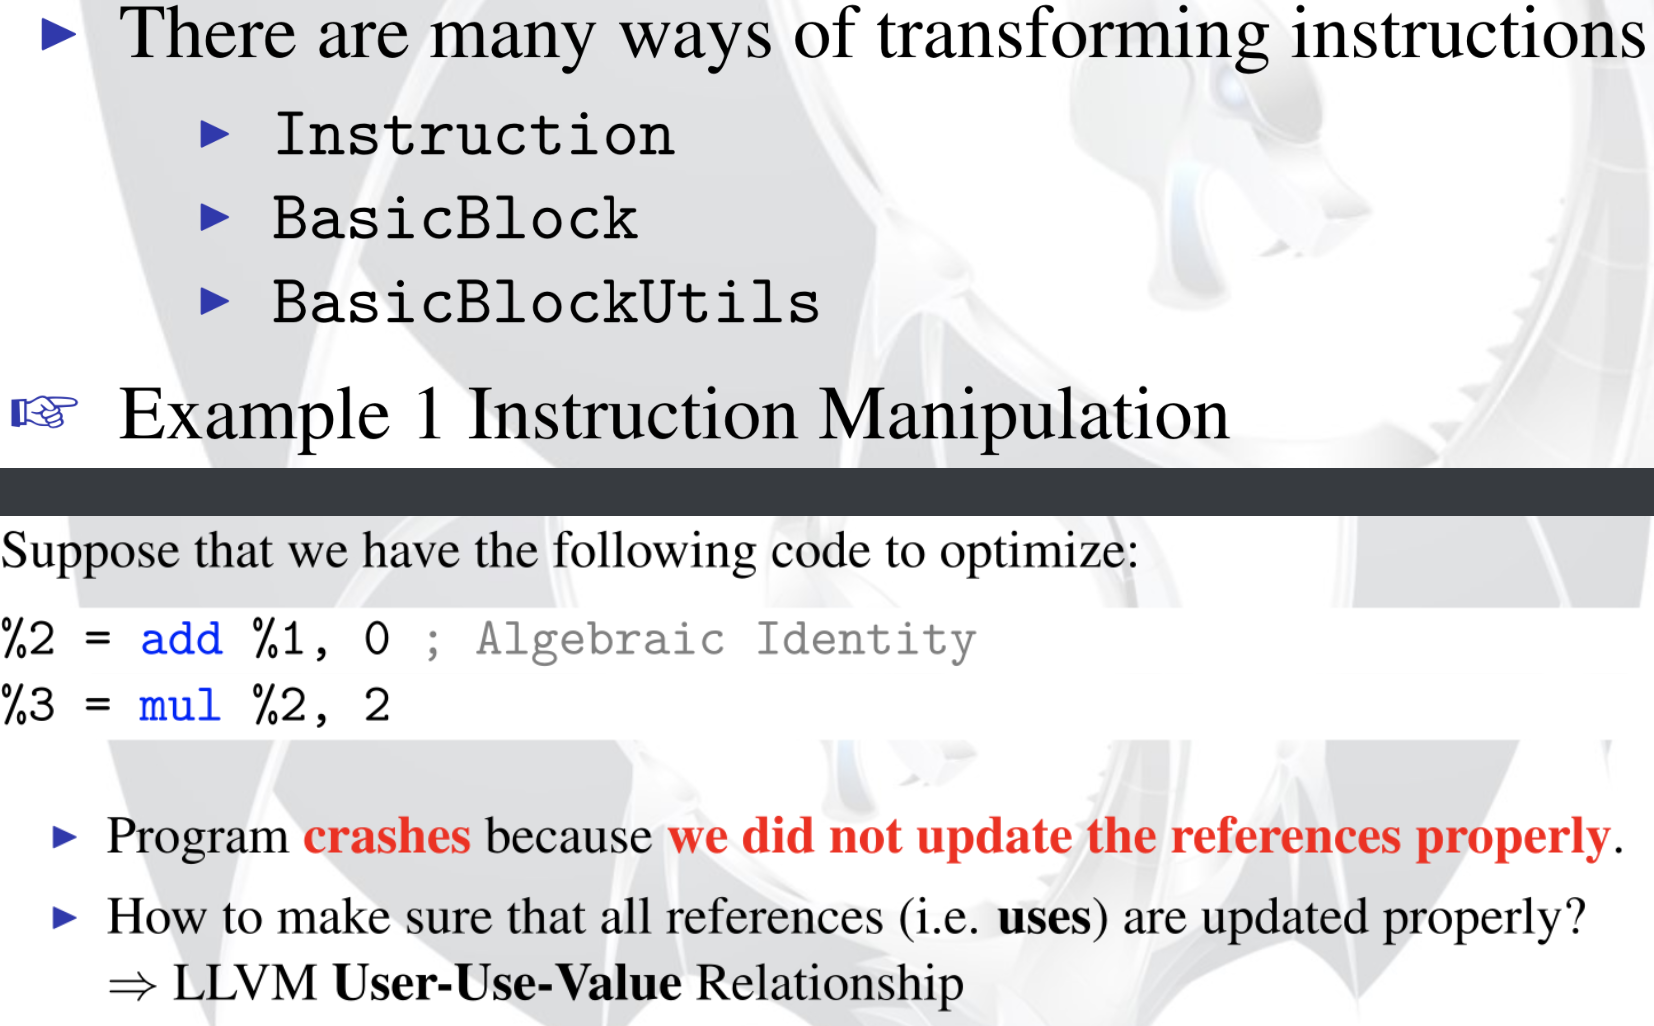 There are many ways of transforming instructions
Instruction
BasicBlock
BasicBlockUtils
Example 1 Instruction Manipulation
Suppose that we have the following code to optimize:
%2 = add %1, 0 ; Algebraic Identity
%3 = mul %2, 2
Program crashes because we did not update the references properly.
How to make sure that all references (i.e. uses) are updated properly?
⇒ LLVM User-Use-Value Relationship